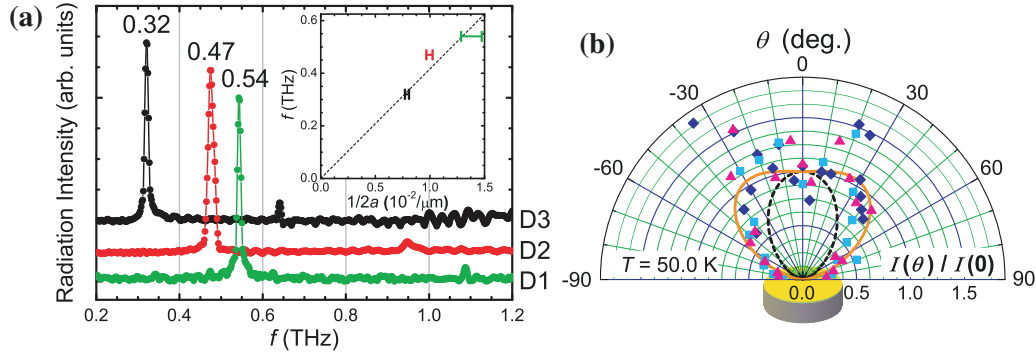 (a)
Radiation Intensity (arb. units)
0.32
0.47
0.54
D3
D2
D1
0.2 0.4 0.6 0.8 1.0 1.2
f (THz)
f (THz)
0.6
0.4
0.2
0.0
0.0 0.5 1.0 1.5
1/2a (10⁻²/μm)
(b)
θ (deg.)
0
-30 30
-60 60
-90 90
T = 50.0 K
I(θ) / I(0)
0.0 0.5 1.0 1.5